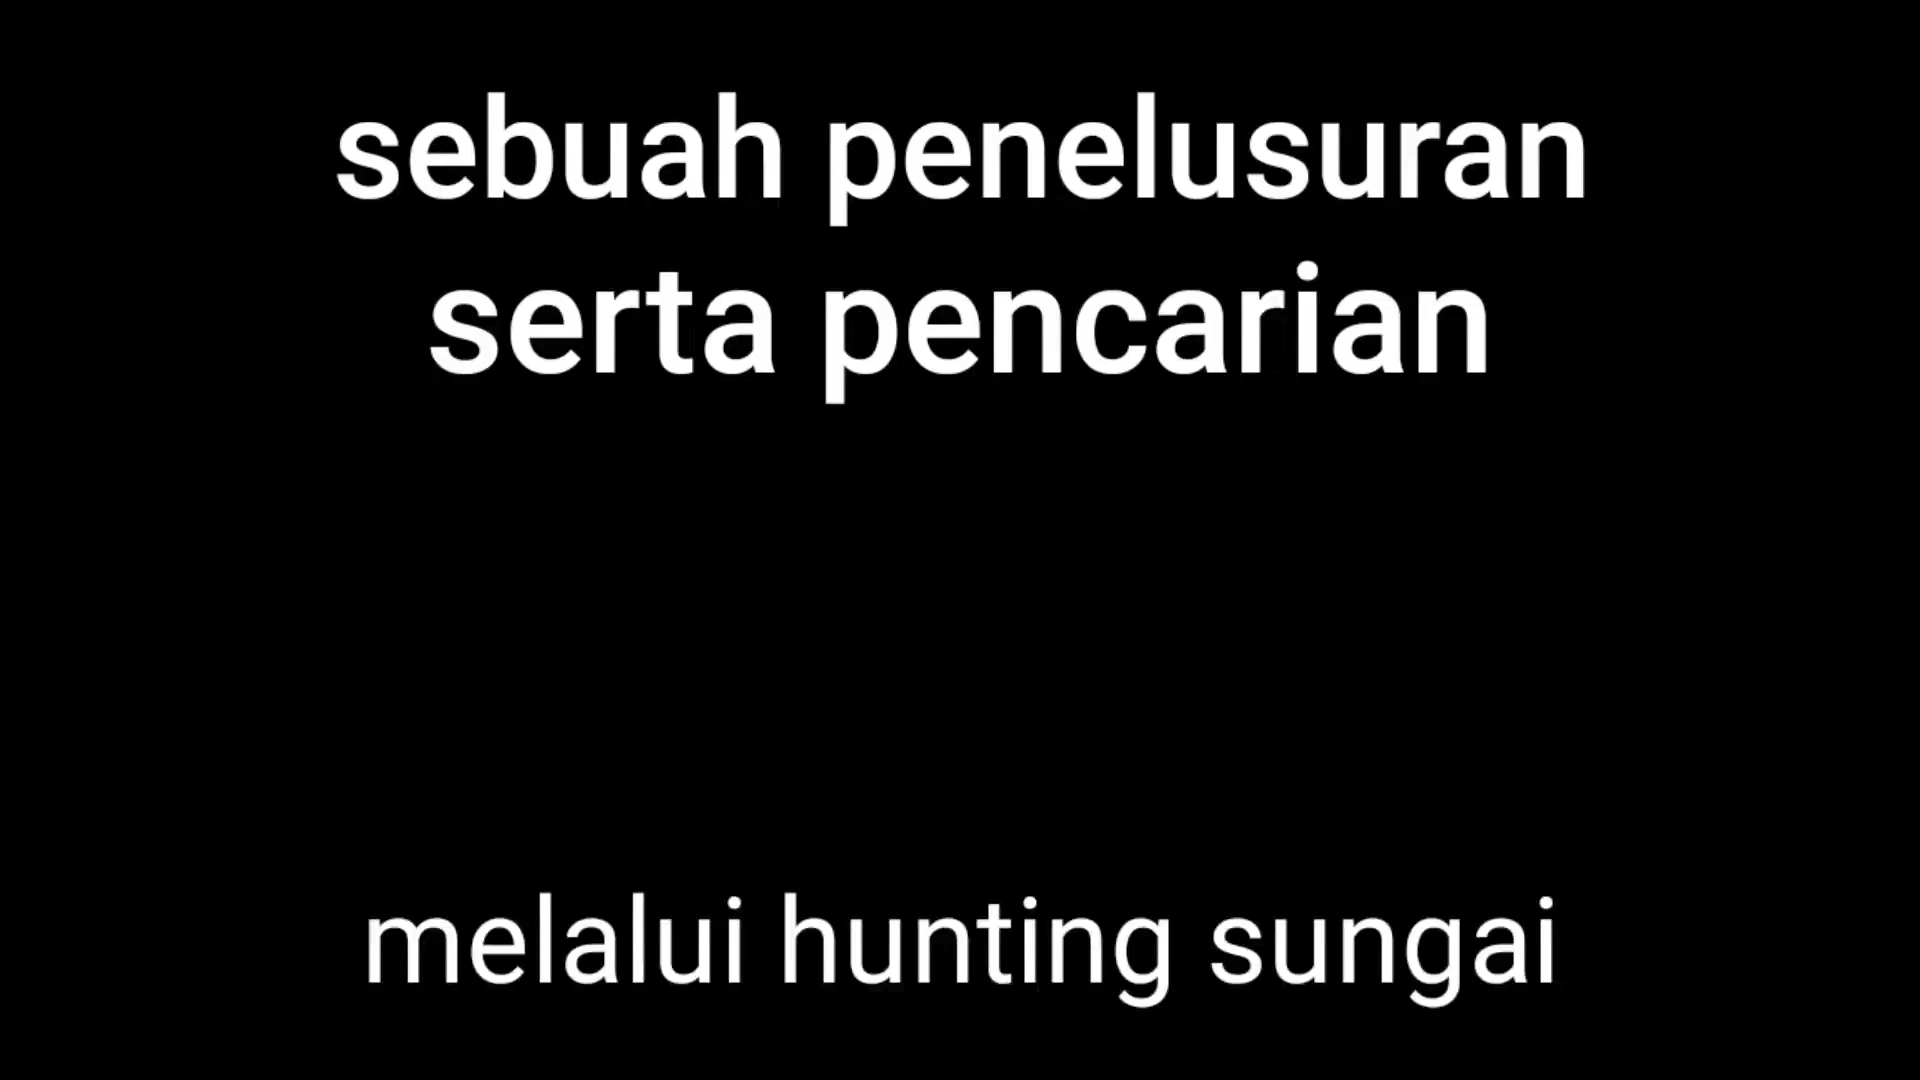 sebuah penelusuran
serta pencarian
melalui hunting sungai